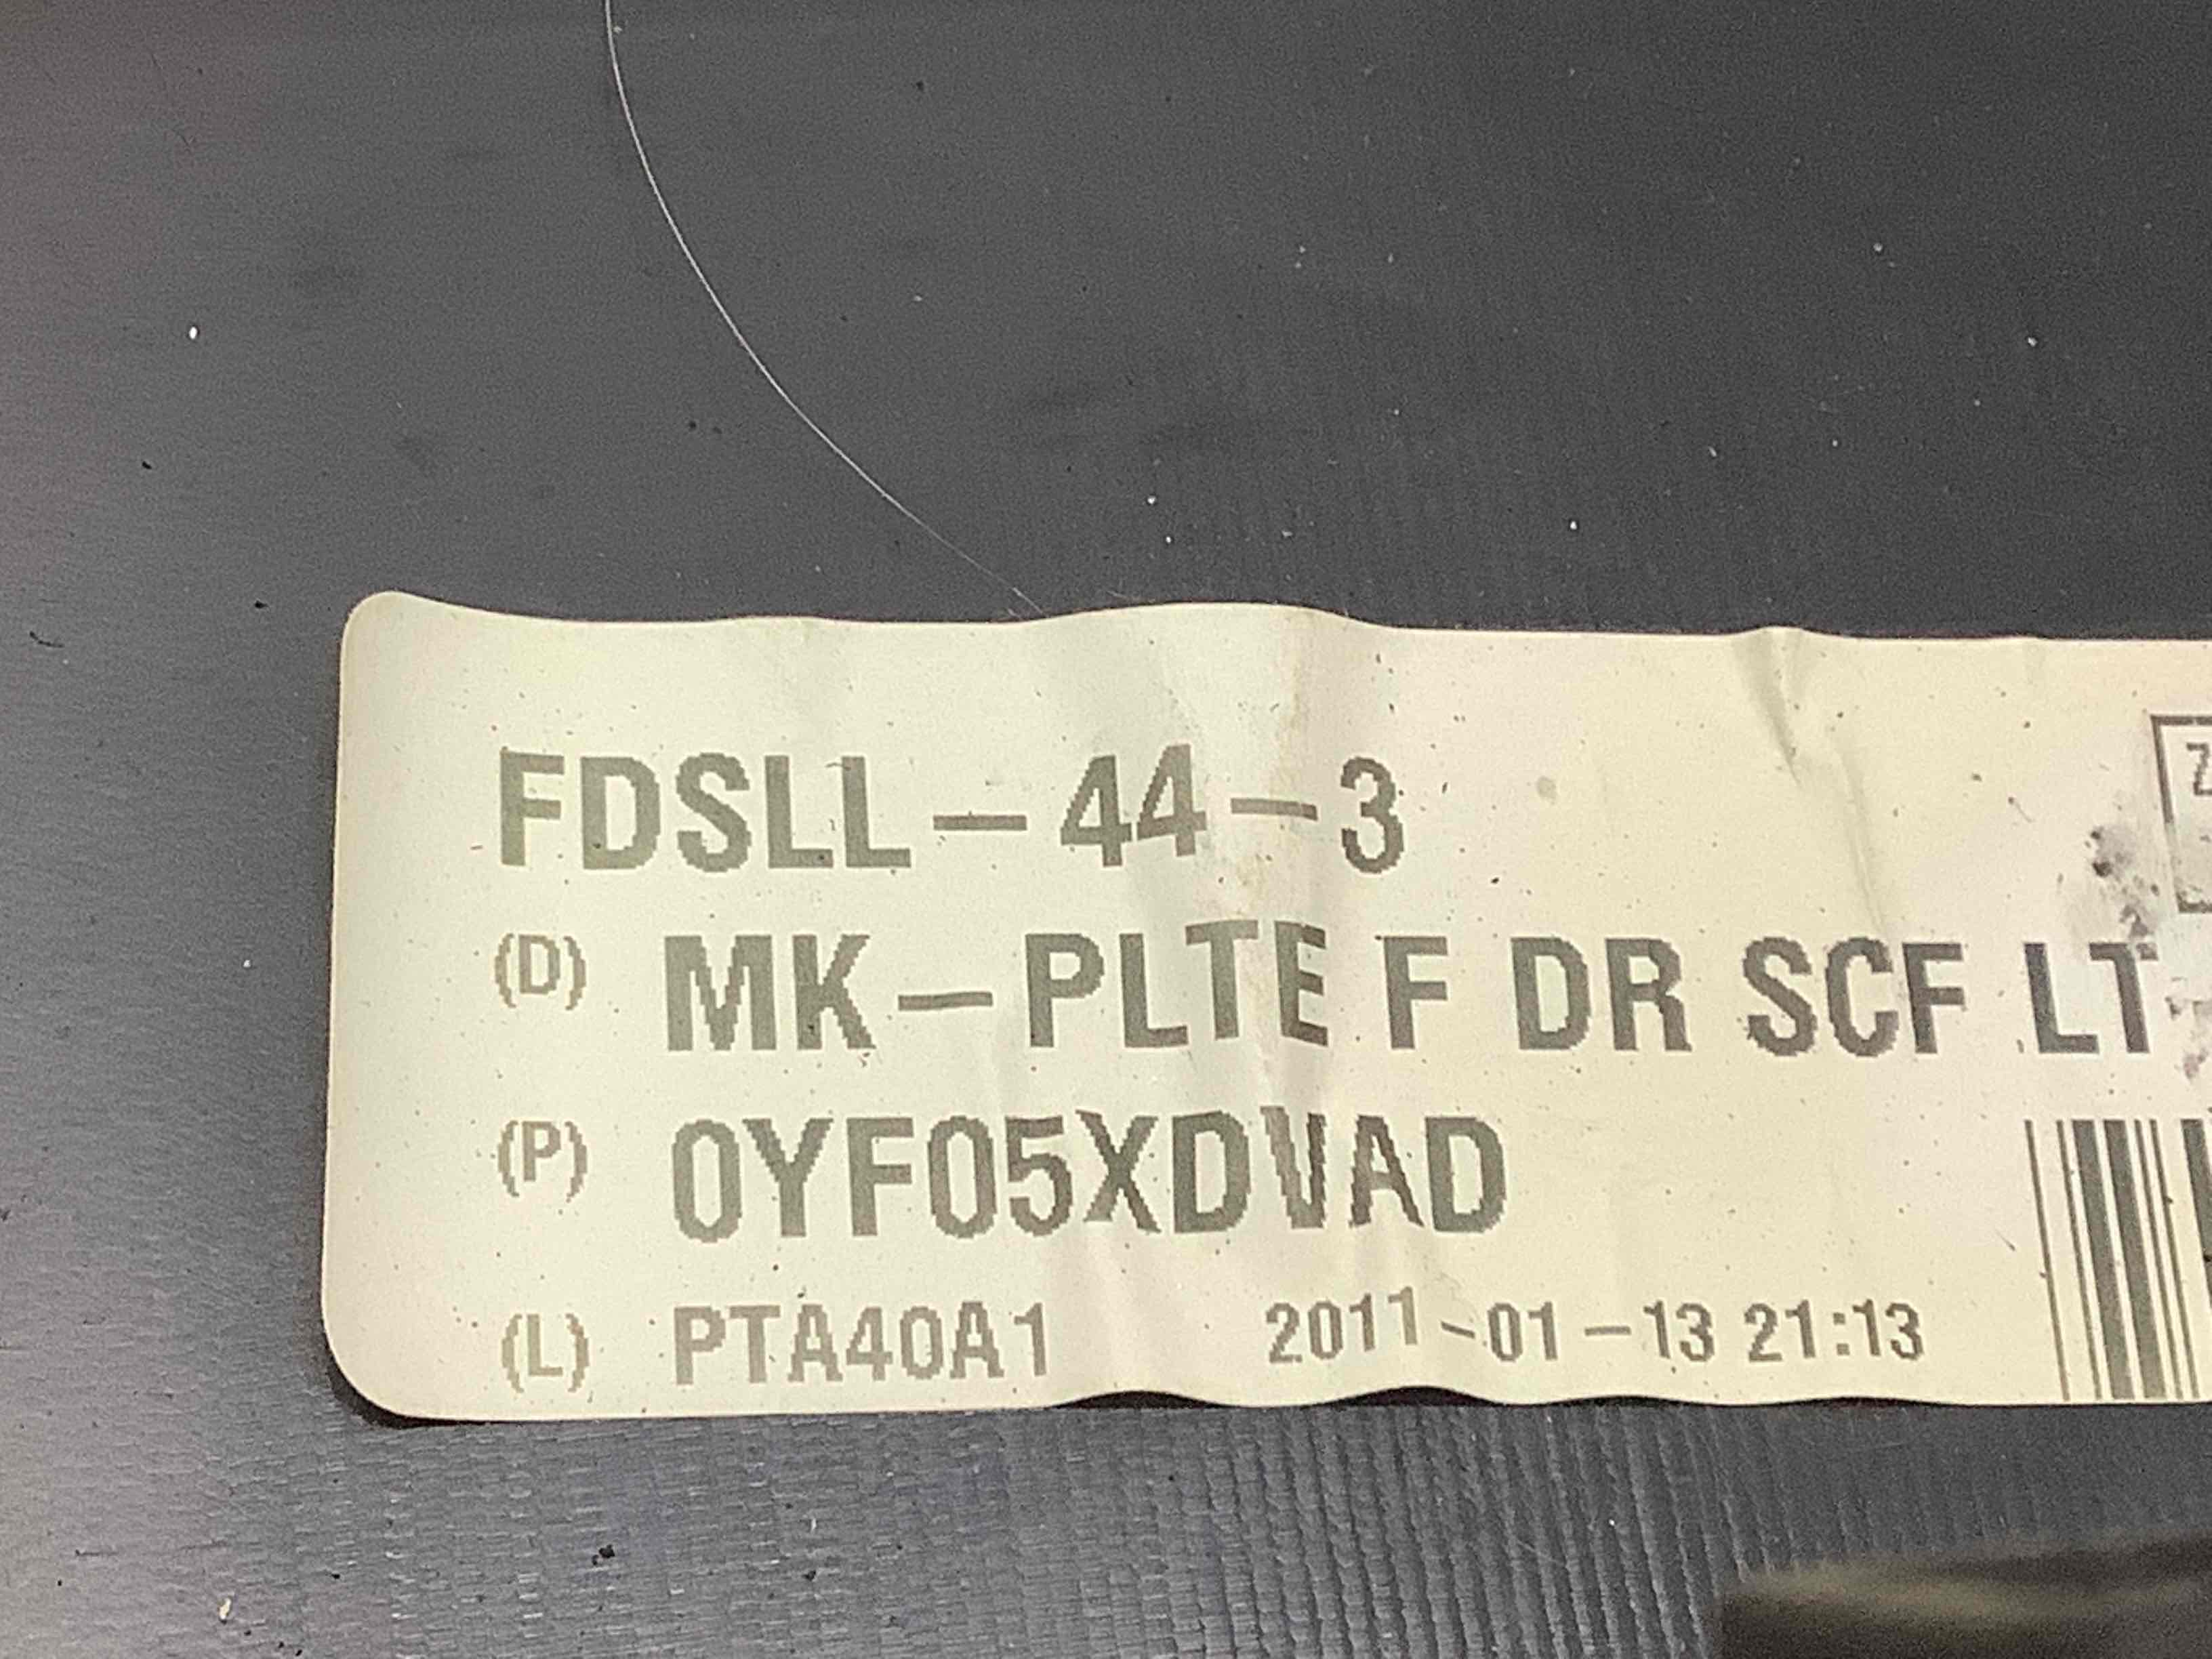 FDSLL-44-3
Z
(D) MK-PLTE F DR SCF LT
(P) 0YF05XDVAD
(L) PTA40A1 2011-01-13 21:13